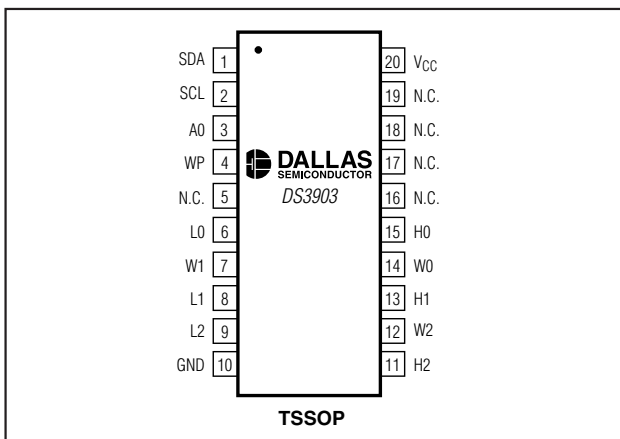 SDA 1 20 VCC
SCL 2 19 N.C.
A0 3 18 N.C.
WP 4 DALLAS SEMICONDUCTOR 17 N.C.
N.C. 5 DS3903 16 N.C.
L0 6 15 H0
W1 7 14 W0
L1 8 13 H1
L2 9 12 W2
GND 10 11 H2
TSSOP